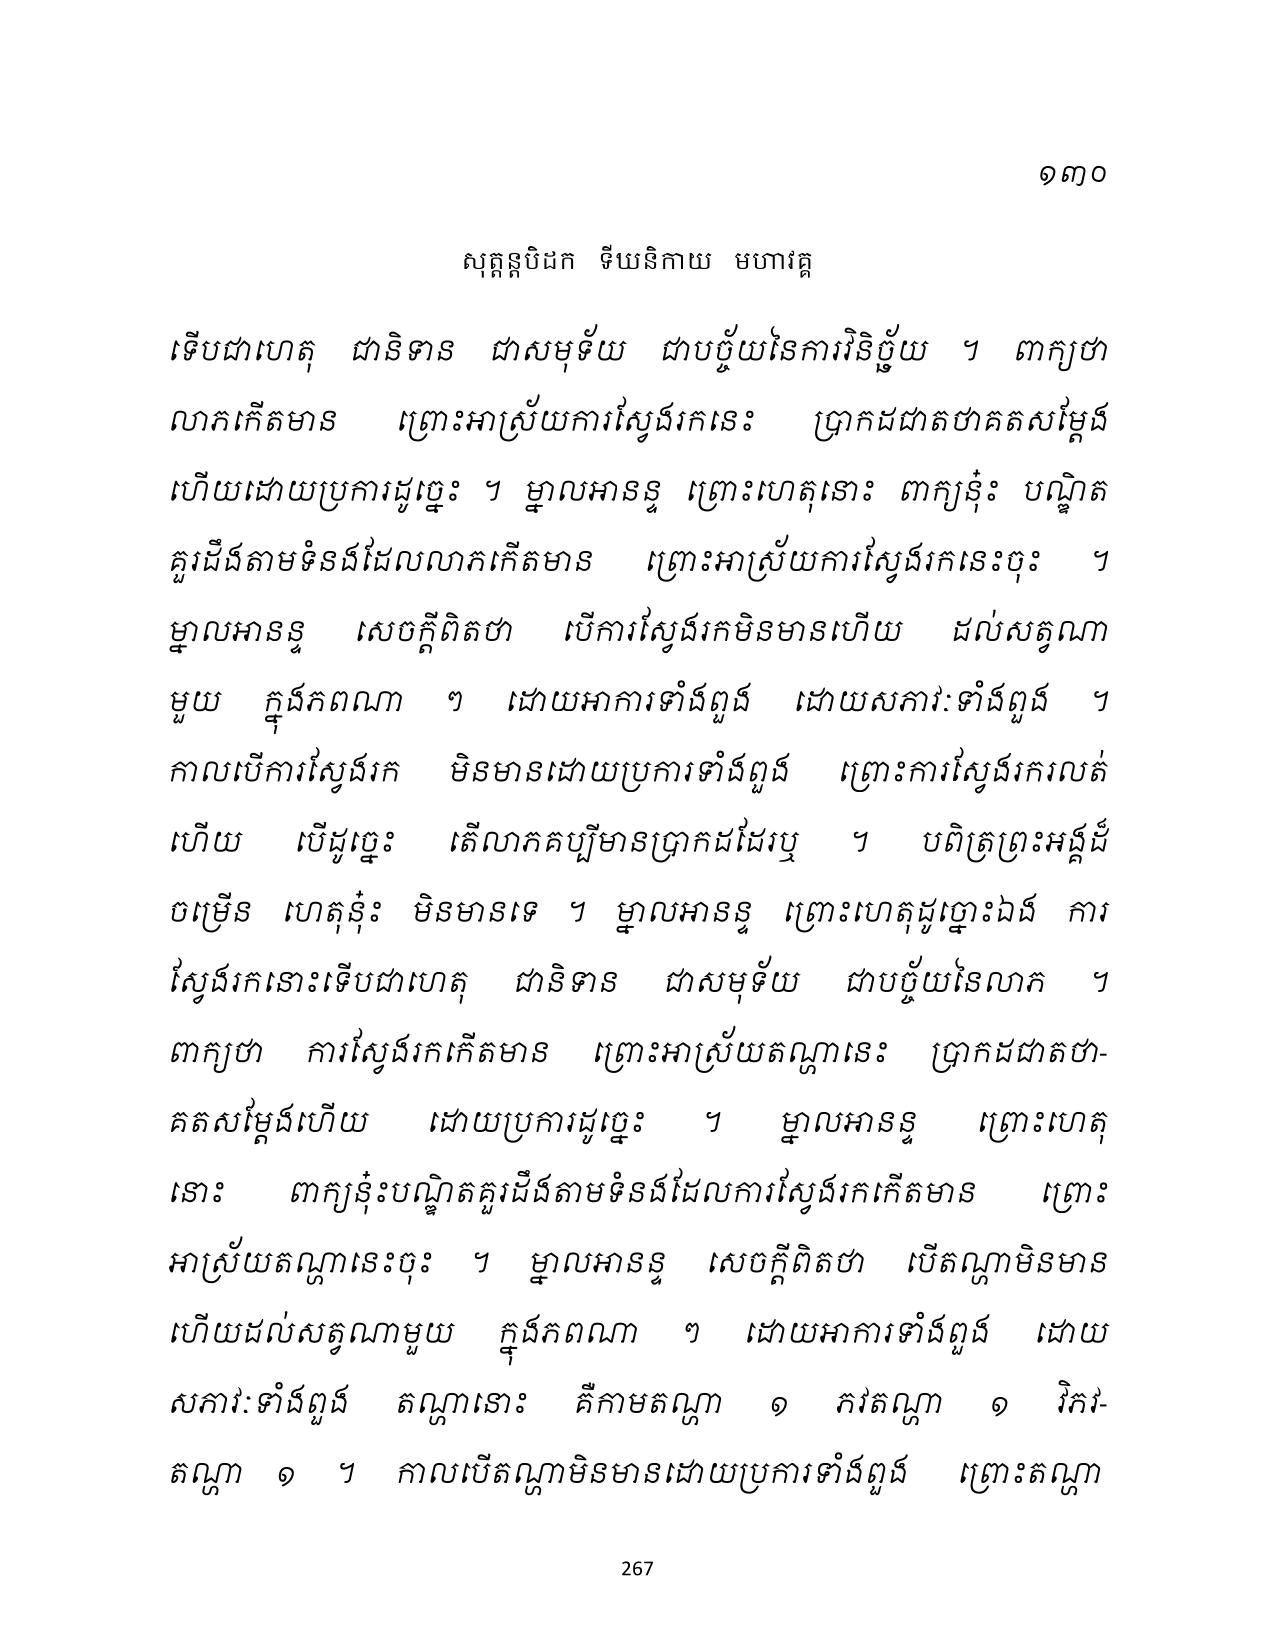 ១៣០
សុត្តន្តបិដក ទីឃនិកាយ មហាវគ្គ
ទើបជាហេតុ ជានិទាន ជាសមុទ័យ ជាបច្ច័យនៃការវិនិច្ឆ័យ ។ ពាក្យថា
លាភកើតមាន ព្រោះអាស្រ័យការស្វែងរកនេះ ប្រាកដជាតថាគតសម្តែង
ហើយដោយប្រការដូច្នេះ ។ ម្នាលអានន្ទ ព្រោះហេតុនោះ ពាក្យនុ៎ះ បណ្ឌិត
គួរដឹងតាមទំនងដែលលាភកើតមាន ព្រោះអាស្រ័យការស្វែងរកនេះចុះ ។
ម្នាលអានន្ទ សេចក្តីពិតថា បើការស្វែងរកមិនមានហើយ ដល់សត្វណា
មួយ ក្នុងភពណា ៗ ដោយអាការទាំងពួង ដោយសភាវៈទាំងពួង ។
កាលបើការស្វែងរក មិនមានដោយប្រការទាំងពួង ព្រោះការស្វែងរករលត់
ហើយ បើដូច្នេះ តើលាភគប្បីមានប្រាកដដែរឬ ។ បពិត្រព្រះអង្គដ៏
ចម្រើន ហេតុនុ៎ះ មិនមានទេ ។ ម្នាលអានន្ទ ព្រោះហេតុដូច្នោះឯង ការ
ស្វែងរកនោះទើបជាហេតុ ជានិទាន ជាសមុទ័យ ជាបច្ច័យនៃលាភ ។
ពាក្យថា ការស្វែងរកកើតមាន ព្រោះអាស្រ័យតណ្ហានេះ ប្រាកដជាតថា-
គតសម្តែងហើយ ដោយប្រការដូច្នេះ ។ ម្នាលអានន្ទ ព្រោះហេតុ
នោះ ពាក្យនុ៎ះបណ្ឌិតគួរដឹងតាមទំនងដែលការស្វែងរកកើតមាន ព្រោះ
អាស្រ័យតណ្ហានេះចុះ ។ ម្នាលអានន្ទ សេចក្តីពិតថា បើតណ្ហាមិនមាន
ហើយដល់សត្វណាមួយ ក្នុងភពណា ៗ ដោយអាការទាំងពួង ដោយ
សភាវៈទាំងពួង តណ្ហានោះ គឺកាមតណ្ហា ១ ភវតណ្ហា ១ វិភវ-
តណ្ហា ១ ។ កាលបើតណ្ហាមិនមានដោយប្រការទាំងពួង ព្រោះតណ្ហា
267